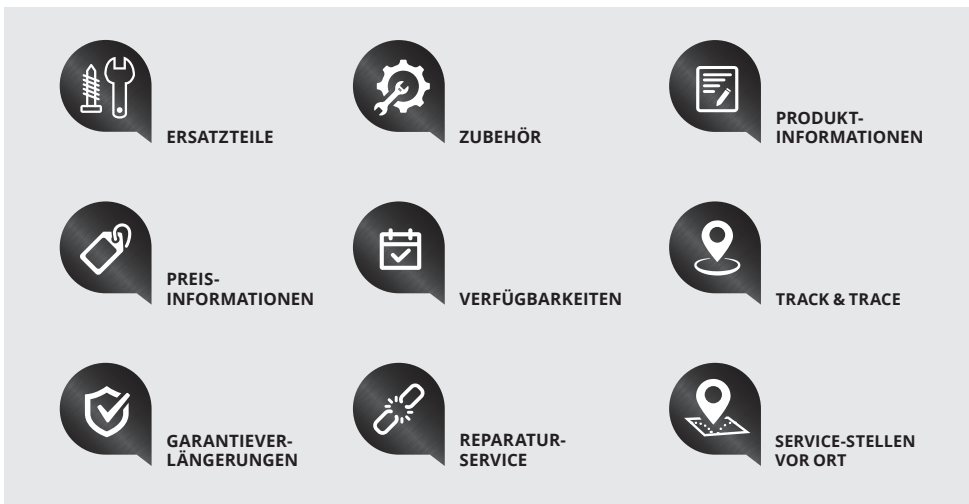 ERSATZTEILE
ZUBEHÖR
PRODUKT-
INFORMATIONEN
PREIS-
INFORMATIONEN
VERFÜGBARKEITEN
TRACK & TRACE
GARANTIEVER-
LÄNGERUNGEN
REPARATUR-
SERVICE
SERVICE-STELLEN
VOR ORT